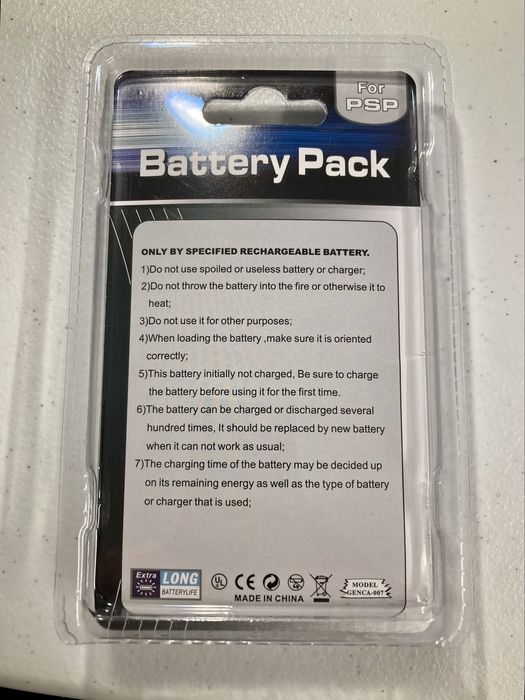 For
PSP
Battery Pack
ONLY BY SPECIFIED RECHARGEABLE BATTERY.
1)Do not use spoiled or useless battery or charger;
2)Do not throw the battery into the fire or otherwise it to
heat;
3)Do not use it for other purposes;
4)When loading the battery ,make sure it is oriented
correctly;
5)This battery initially not charged, Be sure to charge
the battery before using it for the first time.
6)The battery can be charged or discharged several
hundred times, It should be replaced by new battery
when it can not work as usual;
7)The charging time of the battery may be decided up
on its remaining energy as well as the type of battery
or charger that is used;
Extra LONG
BATTERYLIFE
UL CE
MADE IN CHINA
MODEL
GENCA-007